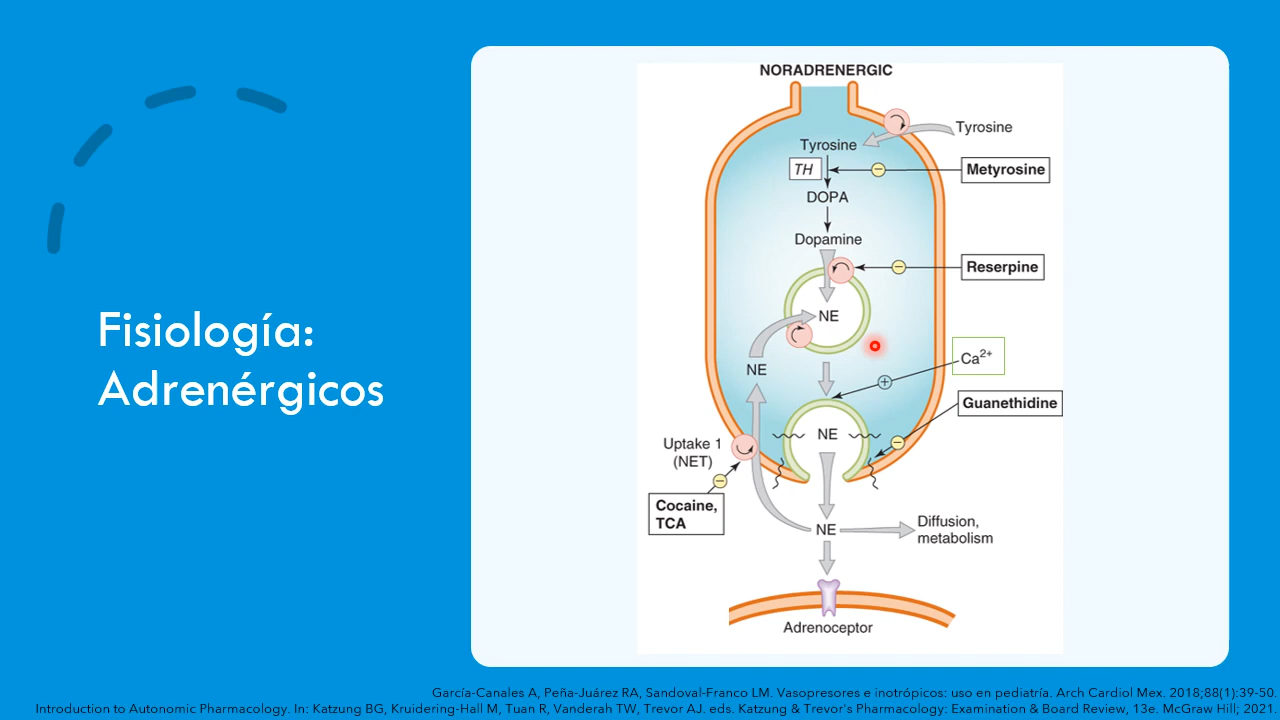 Fisiología:
Adrenérgicos
NORADRENERGIC
Tyrosine
Tyrosine
TH
Metyrosine
DOPA
Dopamine
Reserpine
NE
NE
Ca2+
Guanethidine
NE
Uptake 1
(NET)
Cocaine,
TCA
NE
Diffusion,
metabolism
Adrenoceptor
García-Canales A, Peña-Juárez RA, Sandoval-Franco LM. Vasopresores e inotrópicos: uso en pediatría. Arch Cardiol Mex. 2018;88(1):39-50.
Introduction to Autonomic Pharmacology. In: Katzung BG, Kruidering-Hall M, Tuan R, Vanderah TW, Trevor AJ. eds. Katzung & Trevor's Pharmacology: Examination & Board Review, 13e. McGraw Hill; 2021.